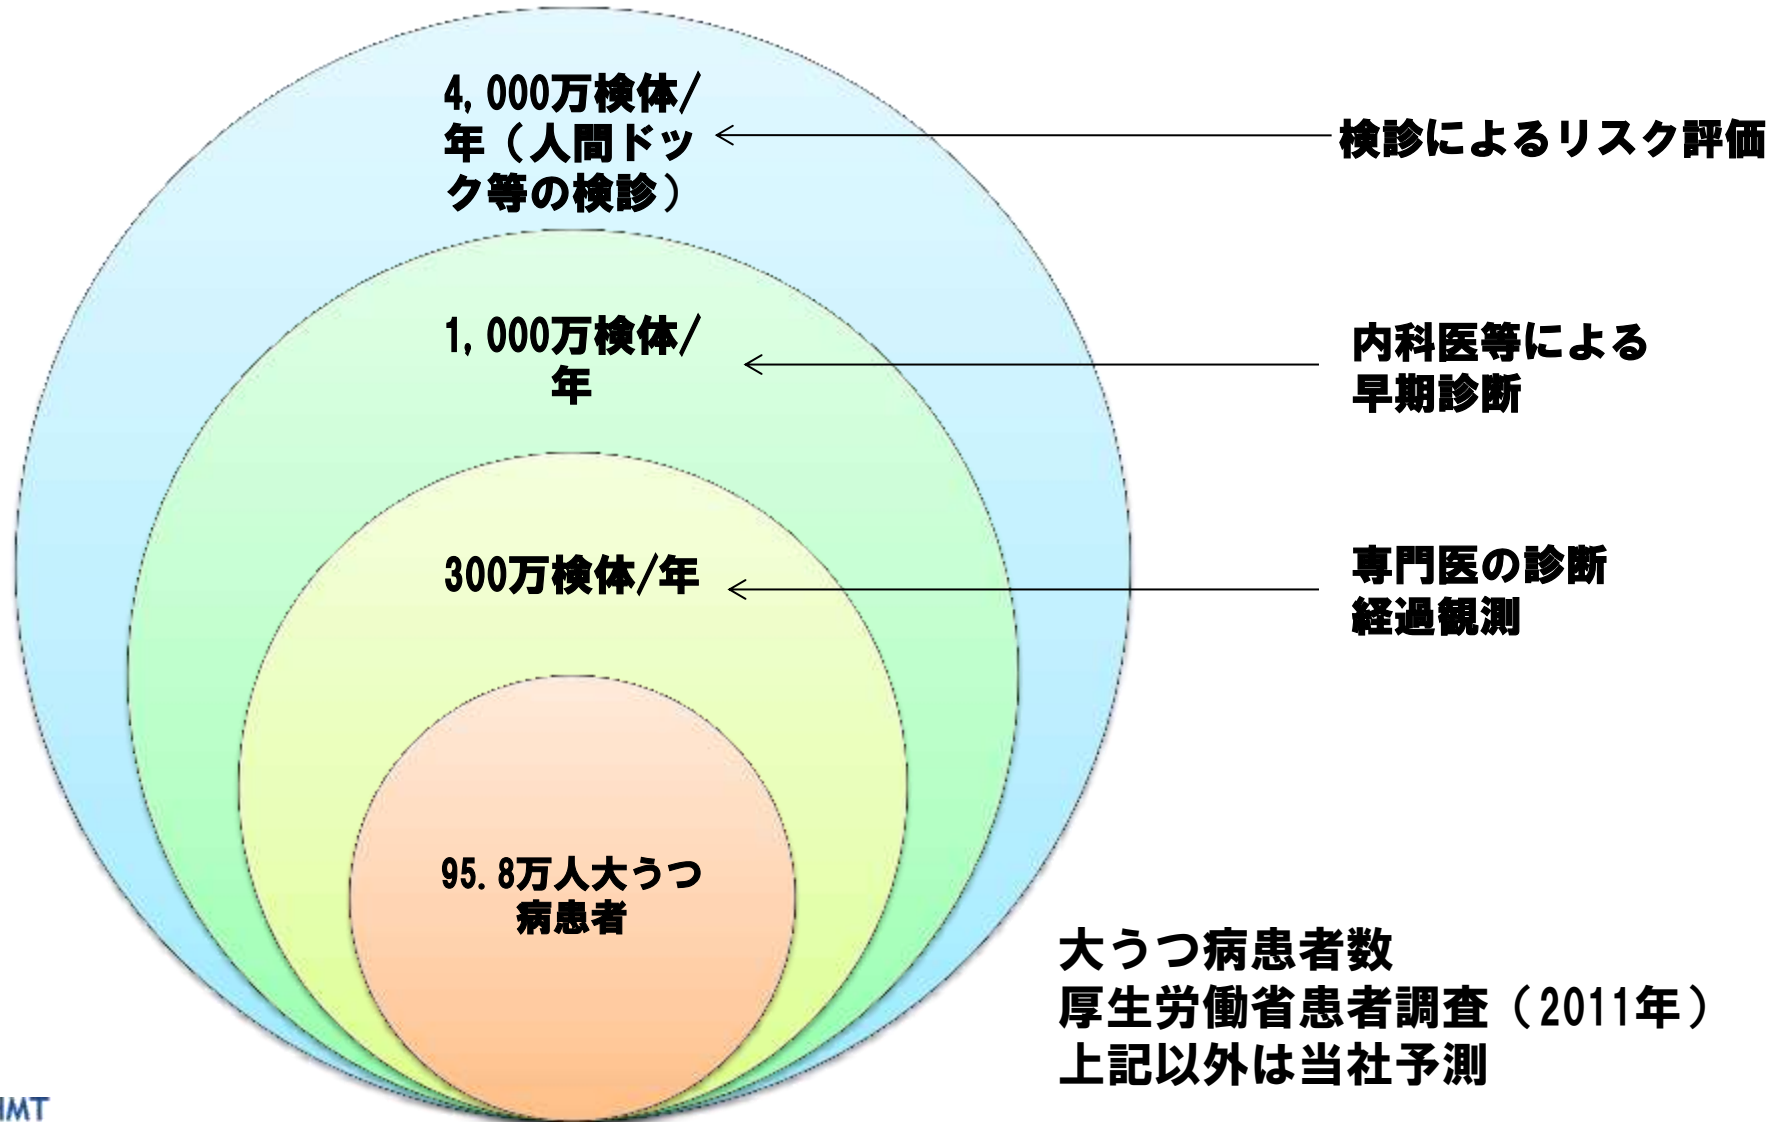 4,000万検体/
年（人間ドッ
ク等の検診）
検診によるリスク評価
1,000万検体/
年
内科医等による
早期診断
300万検体/年
専門医の診断
経過観測
95.8万人大うつ
病患者
大うつ病患者数
厚生労働省患者調査（2011年）
上記以外は当社予測